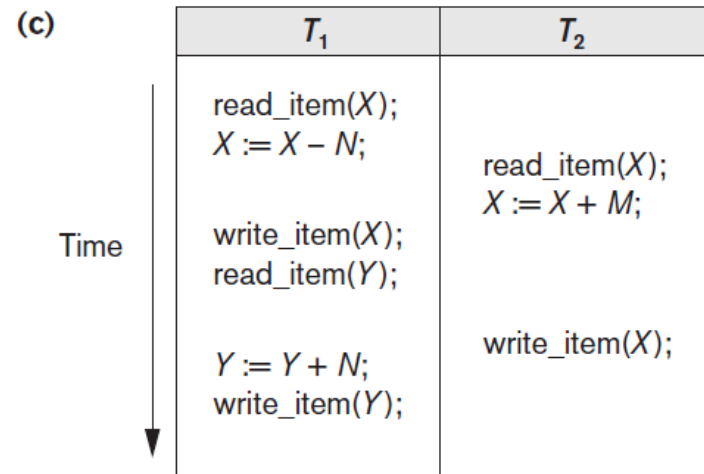 (c)
T1 T2
read_item(X);
X := X – N;
read_item(X);
X := X + M;
write_item(X);
Time
read_item(Y);
write_item(X);
Y := Y + N;
write_item(Y);